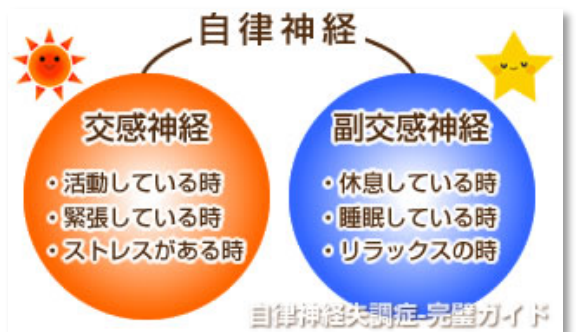 自律神経
交感神経
・活動している時
・緊張している時
・ストレスがある時
副交感神経
・休息している時
・睡眠している時
・リラックスの時
自律神経失調症-完璧ガイド